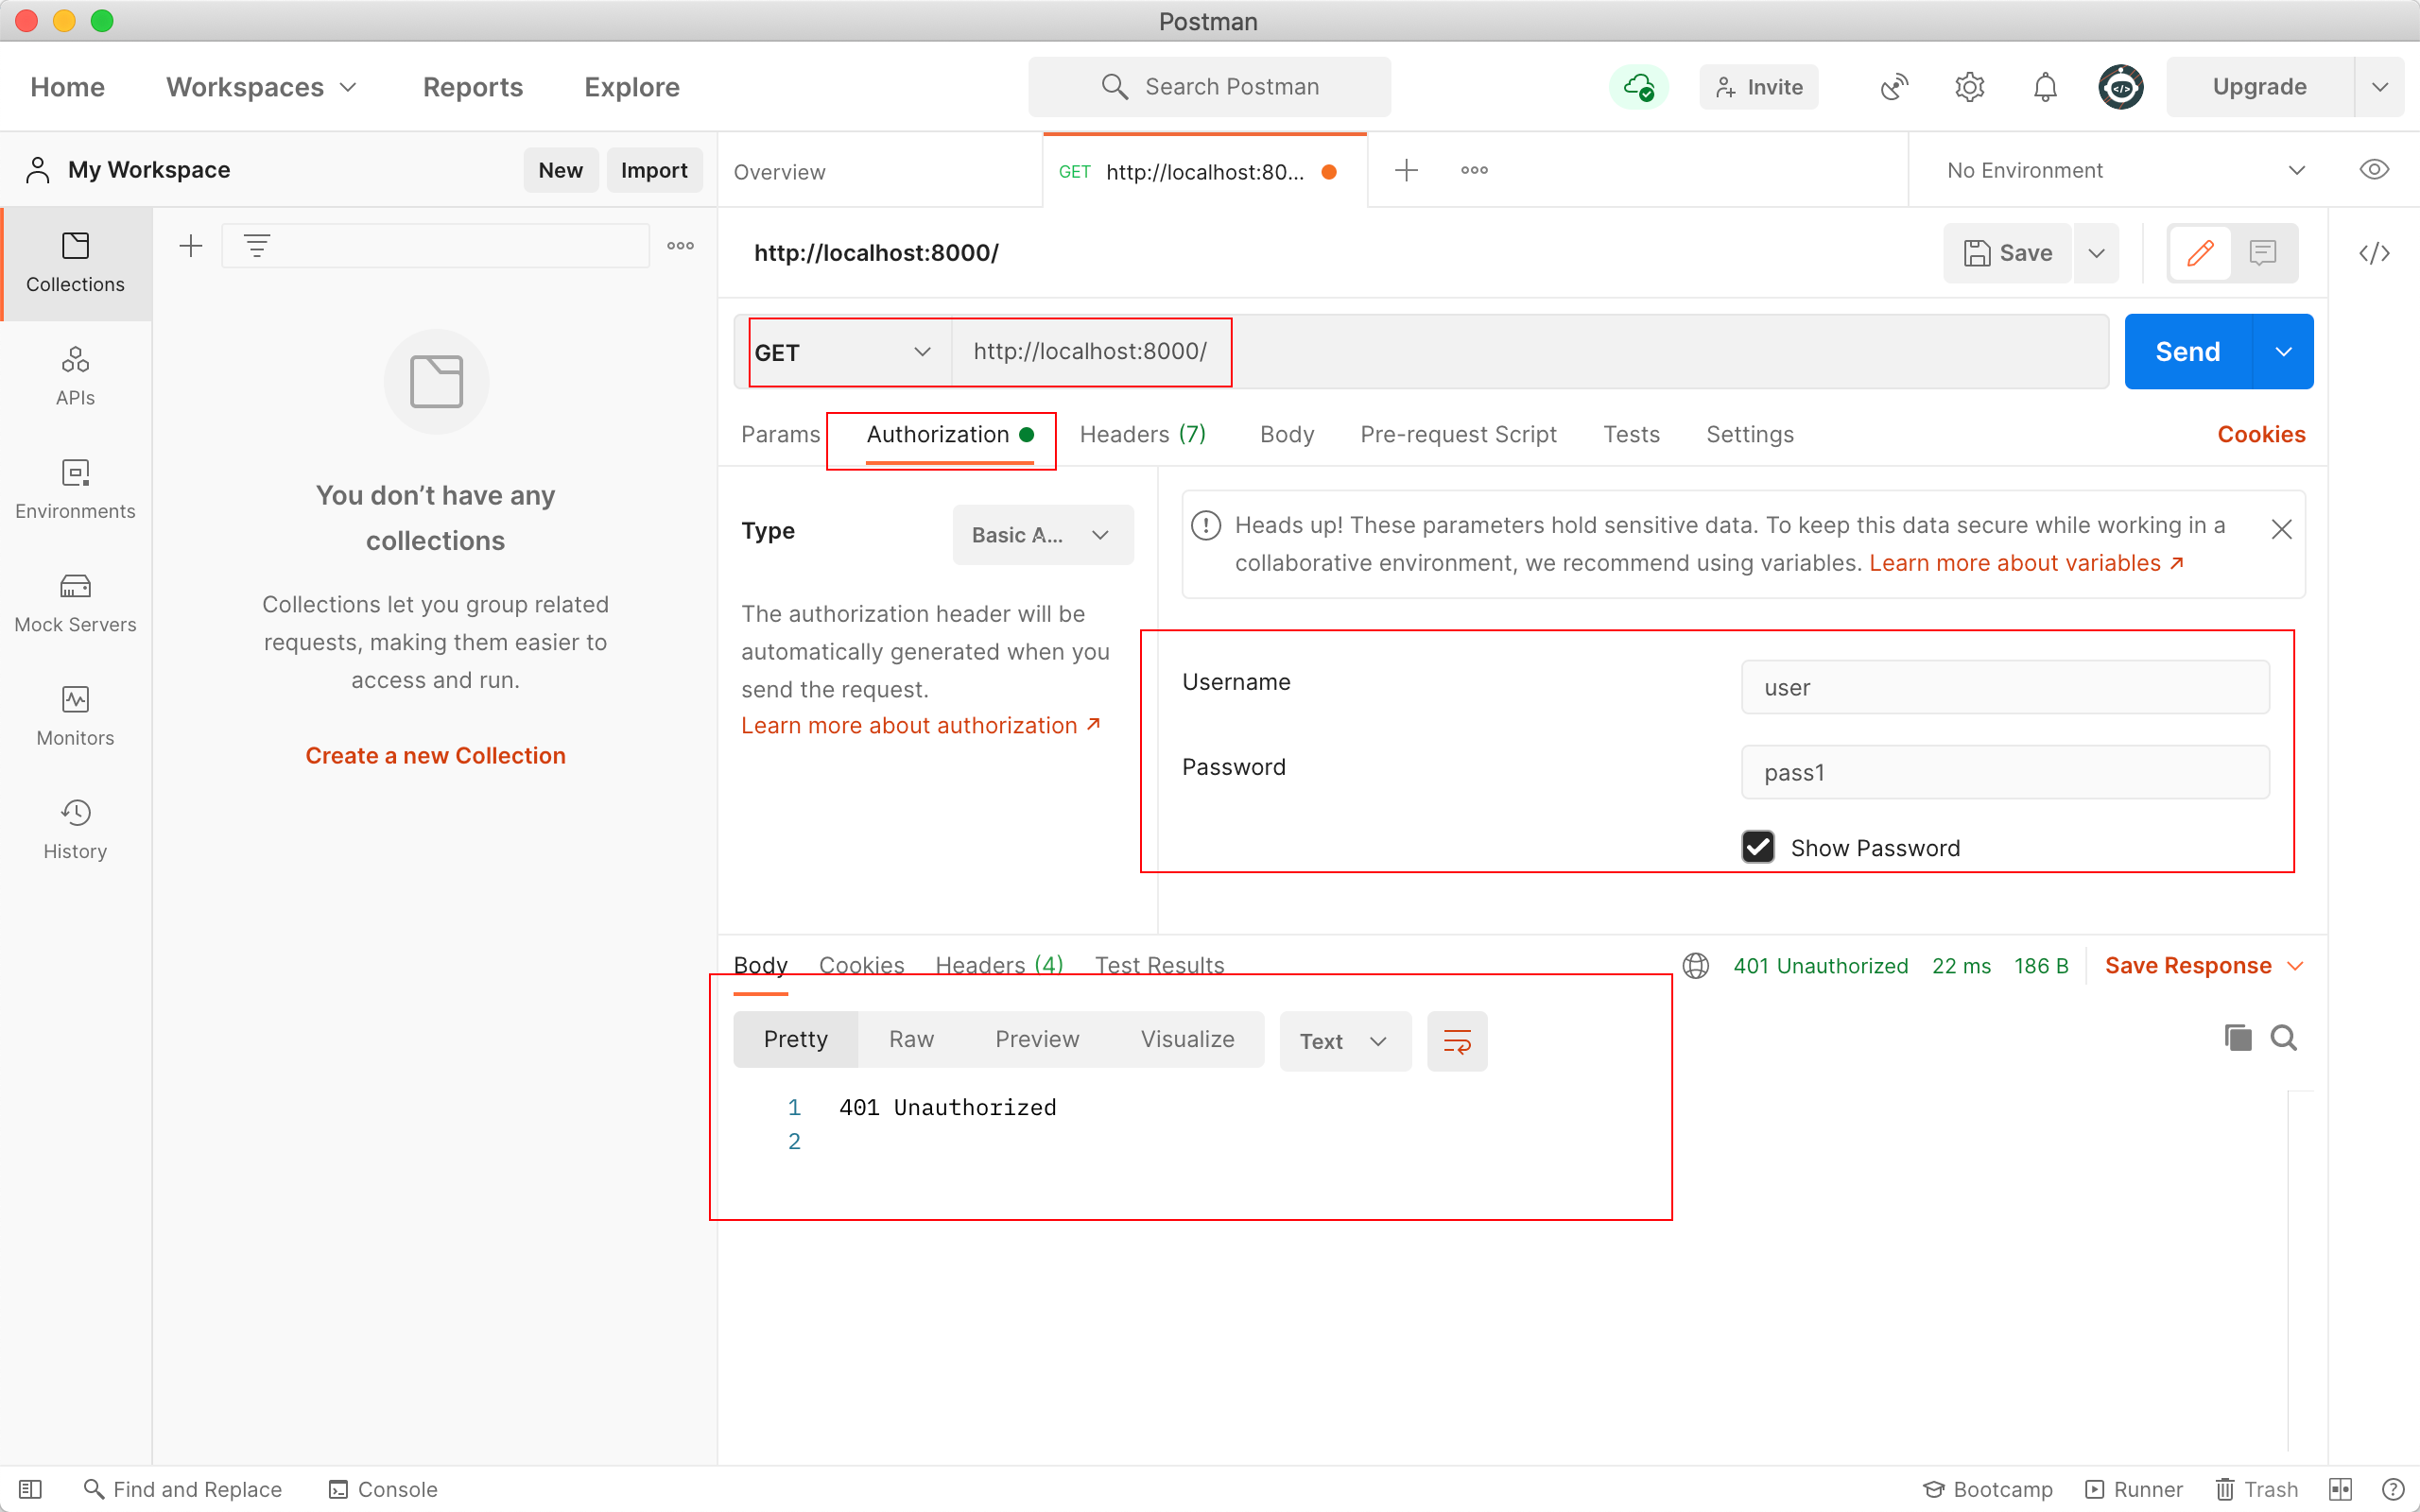 Postman
Home Workspaces Reports Explore Search Postman Invite Upgrade
My Workspace New Import Overview GET http://localhost:80... No Environment
Collections
APIs
Environments
Mock Servers
Monitors
History
You don’t have any
collections
Collections let you group related
requests, making them easier to
access and run.
Create a new Collection
http://localhost:8000/ Save </>
GET http://localhost:8000/ Send
Params Authorization Headers (7) Body Pre-request Script Tests Settings Cookies
Type Basic A...
The authorization header will be
automatically generated when you
send the request.
Learn more about authorization ↗
Heads up! These parameters hold sensitive data. To keep this data secure while working in a
collaborative environment, we recommend using variables. Learn more about variables ↗
Username user
Password pass1
Show Password
Body Cookies Headers (4) Test Results 401 Unauthorized 22 ms 186 B Save Response
Pretty Raw Preview Visualize Text
1 401 Unauthorized
2
Find and Replace Console Bootcamp Runner Trash